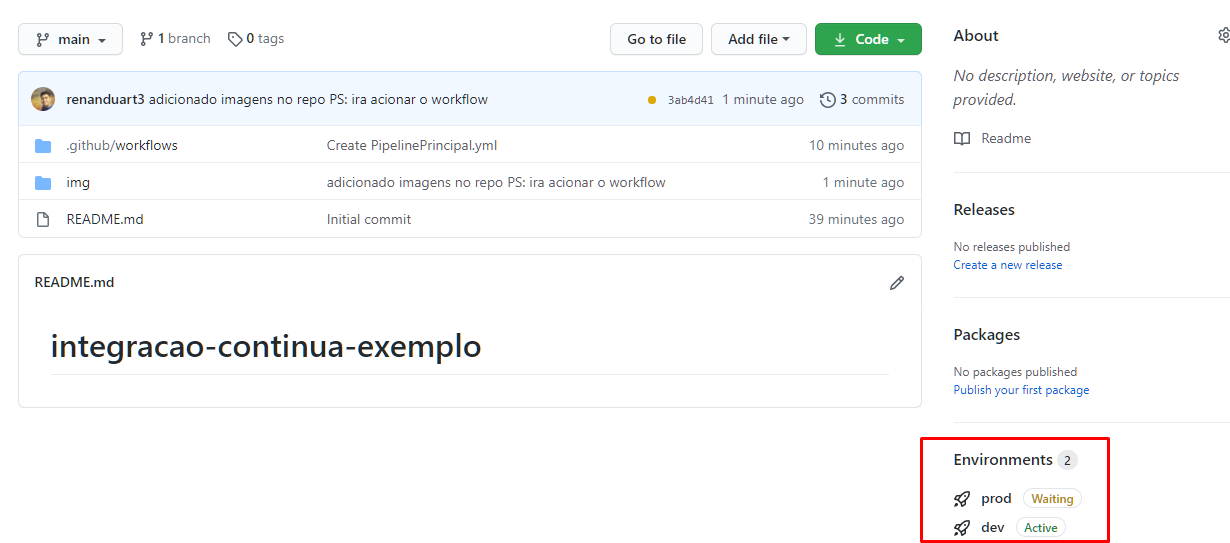 main 1 branch 0 tags Go to file Add file Code
renanduart3 adicionado imagens no repo PS: ira acionar o workflow 3ab4d41 1 minute ago 3 commits
.github/workflows Create PipelinePrincipal.yml 10 minutes ago
img adicionado imagens no repo PS: ira acionar o workflow 1 minute ago
README.md Initial commit 39 minutes ago
README.md
integracao-continua-exemplo
About
No description, website, or topics
provided.
Readme
Releases
No releases published
Create a new release
Packages
No packages published
Publish your first package
Environments 2
prod Waiting
dev Active